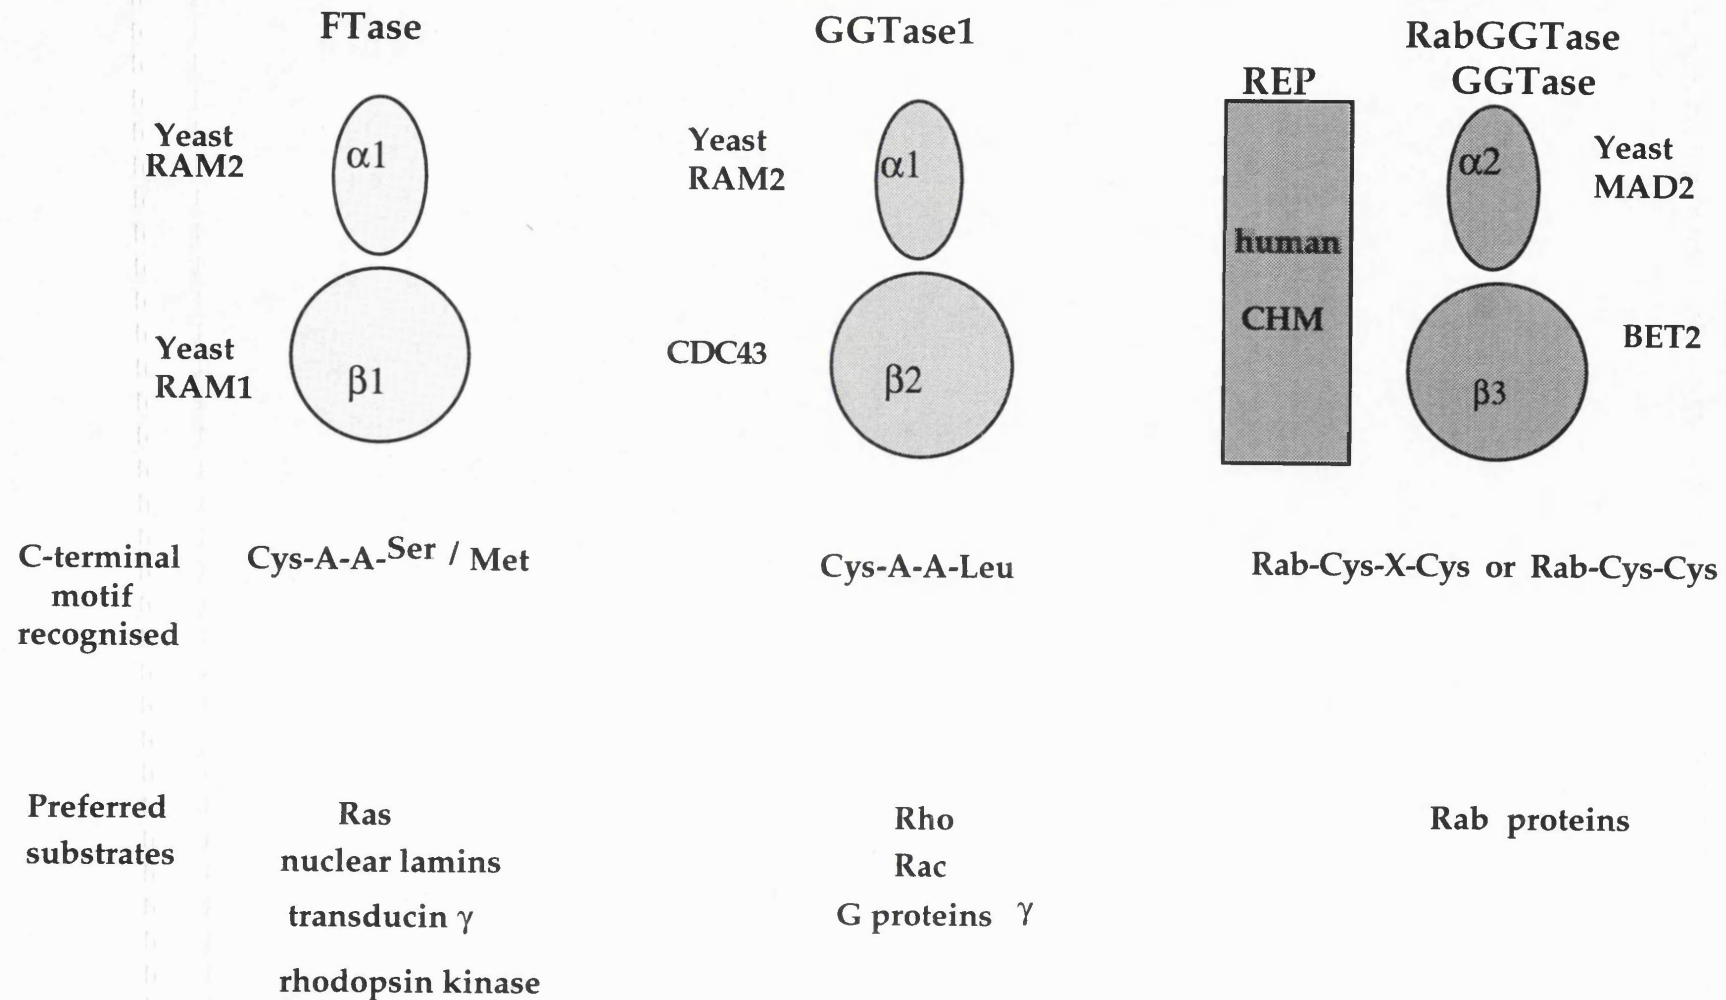 FTase
GGTase1
RabGGTase
REP
GGTase
Yeast
RAM2
α1
Yeast
RAM2
α1
human
CHM
α2
Yeast
MAD2
Yeast
RAM1
β1
CDC43
β2
β3
BET2
C-terminal
motif
recognised
Cys-A-A-Ser / Met
Cys-A-A-Leu
Rab-Cys-X-Cys or Rab-Cys-Cys
Preferred
substrates
Ras
nuclear lamins
transducin γ
rhodopsin kinase
Rho
Rac
G proteins γ
Rab proteins